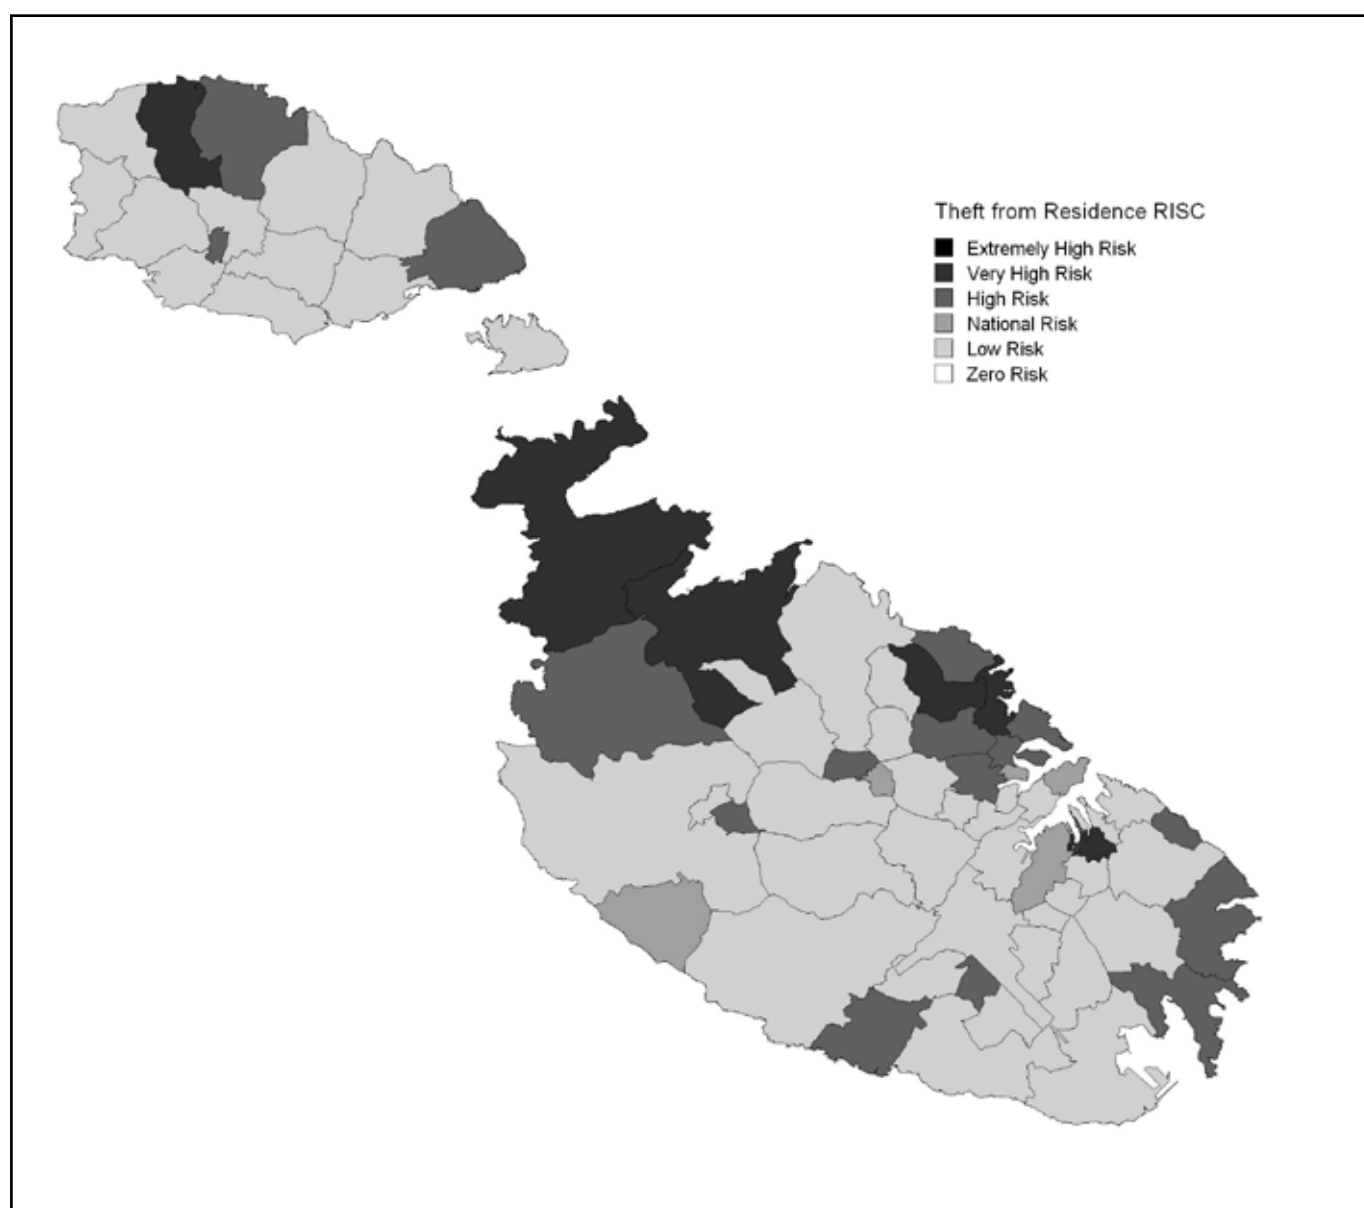 Theft from Residence RISC
Extremely High Risk
Very High Risk
High Risk
National Risk
Low Risk
Zero Risk